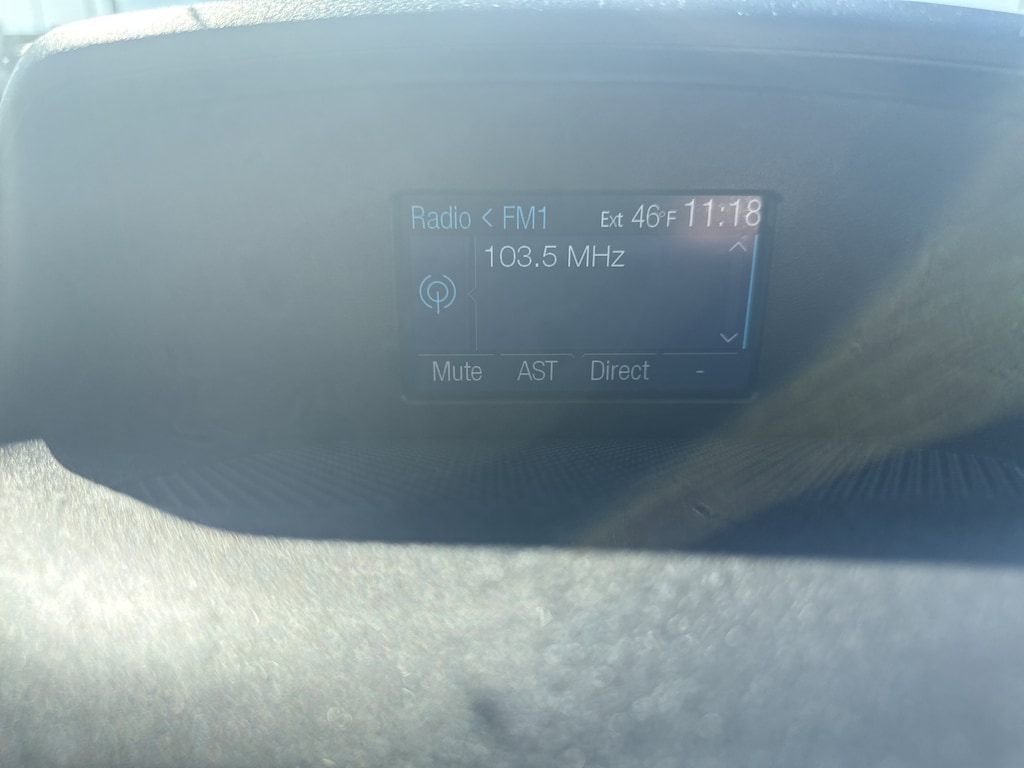 Radio < FM1 Ext 46°F 11:18
103.5 MHz
Mute AST Direct -